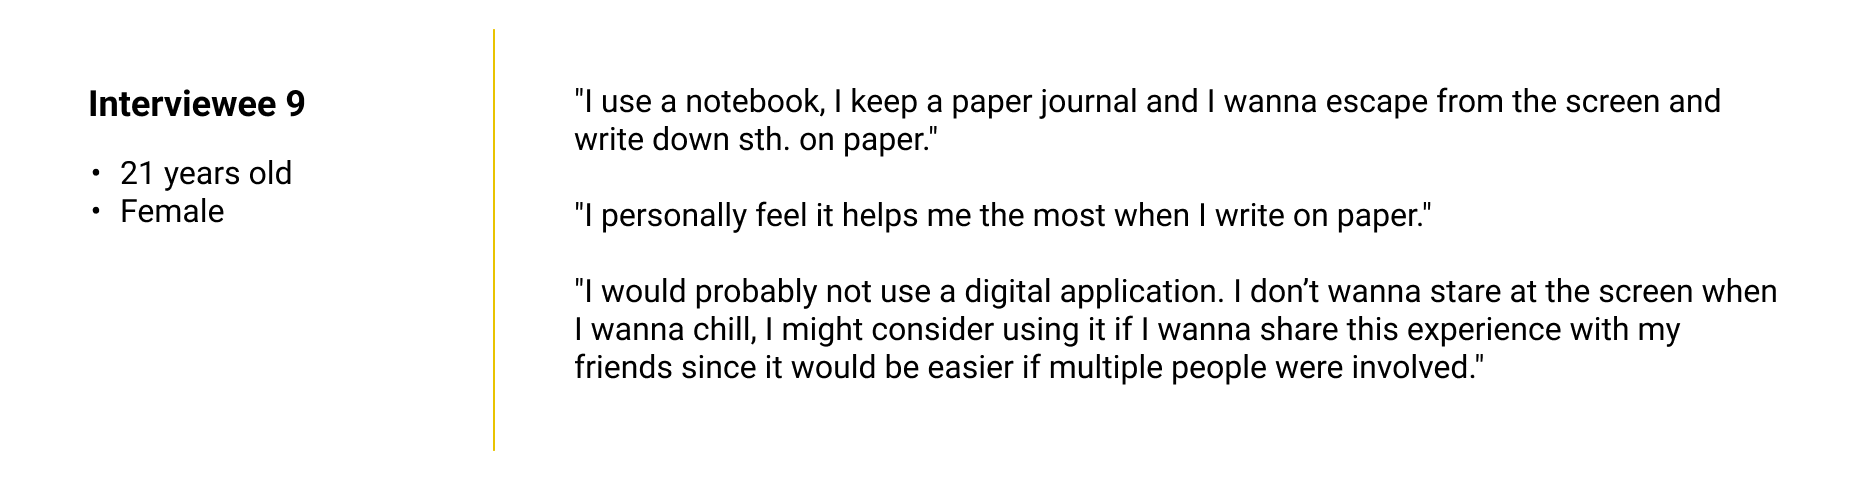 Interviewee 9
• 21 years old
• Female
"I use a notebook, I keep a paper journal and I wanna escape from the screen and
write down sth. on paper."
"I personally feel it helps me the most when I write on paper."
"I would probably not use a digital application. I don’t wanna stare at the screen when
I wanna chill, I might consider using it if I wanna share this experience with my
friends since it would be easier if multiple people were involved."